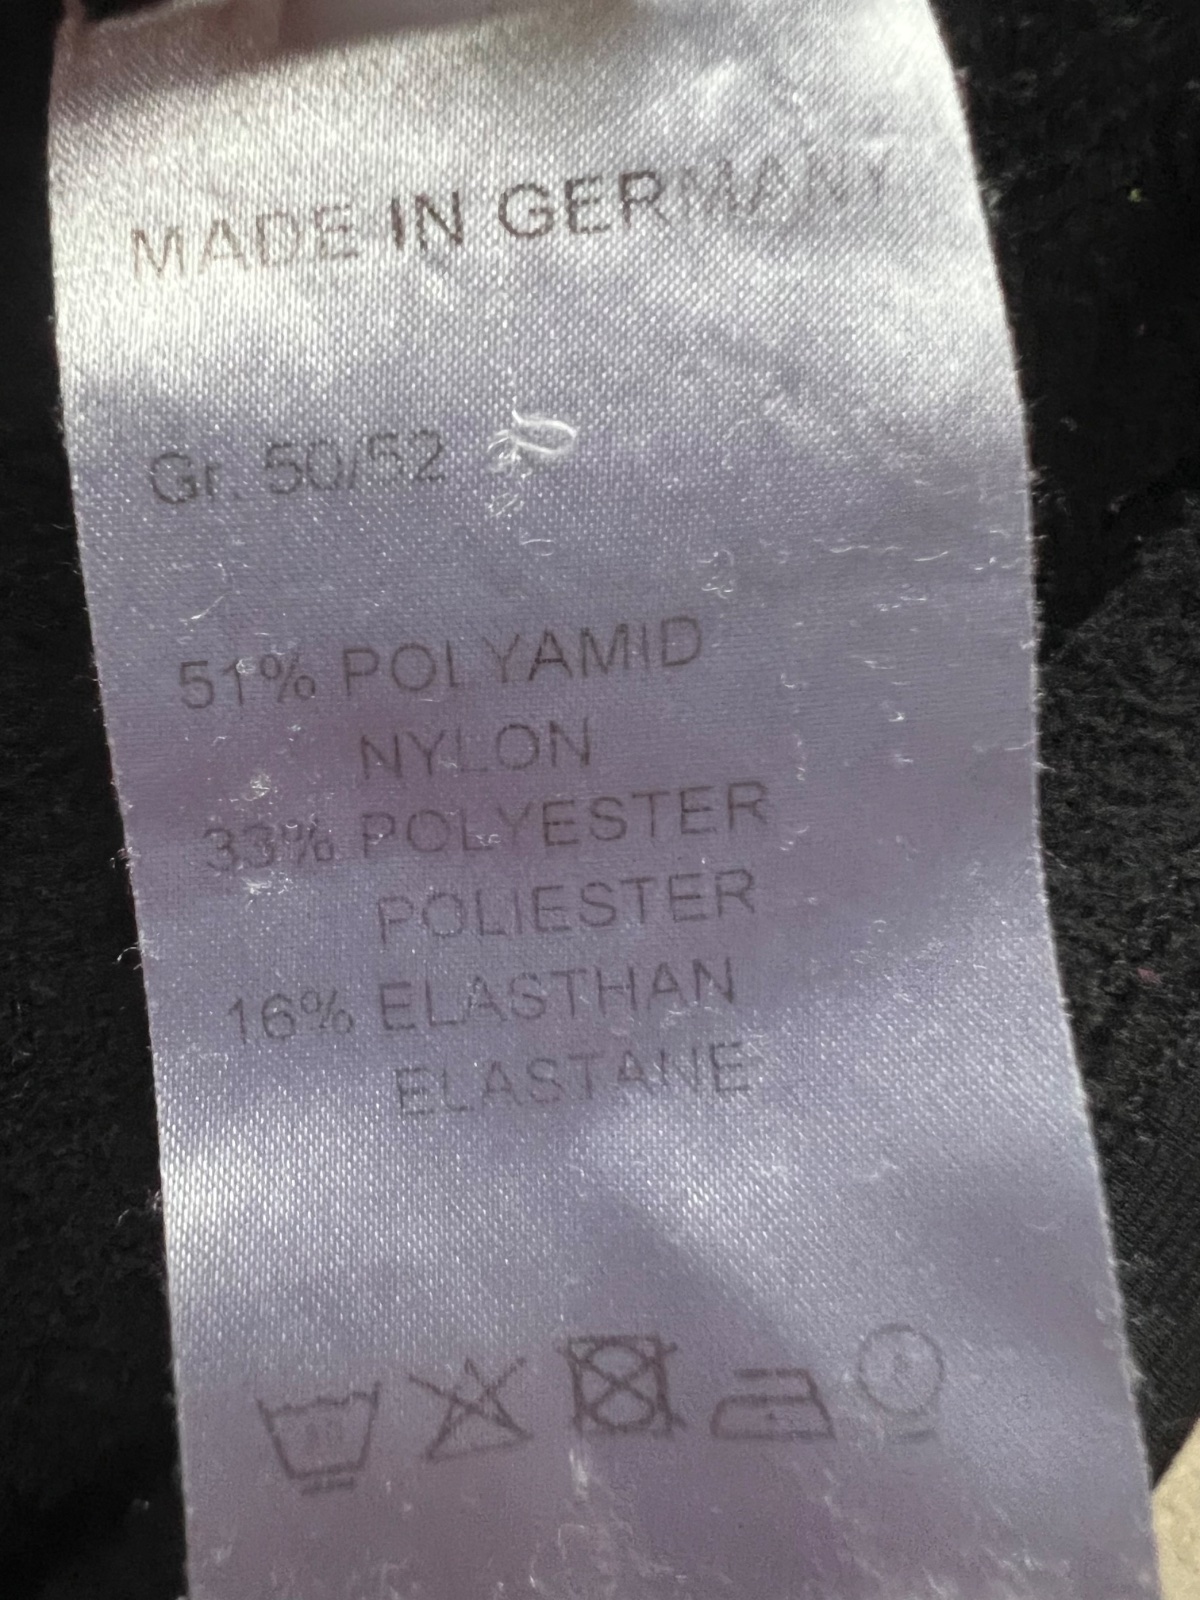 MADE IN GERMANY
Gr. 50/52
51% POLYAMID
NYLON
33% POLYESTER
POLIESTER
16% ELASTHAN
ELASTANE